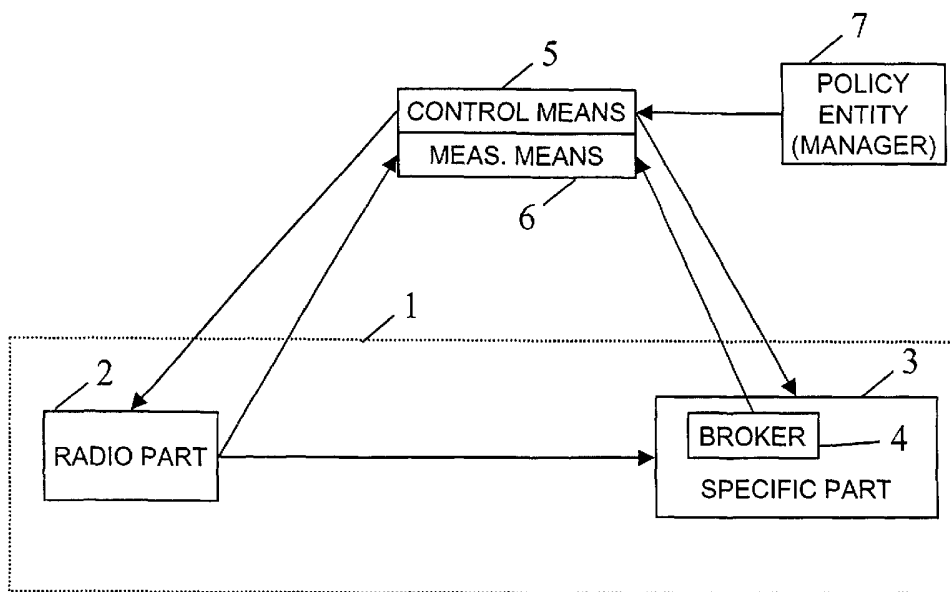 5
7
CONTROL MEANS
MEAS. MEANS
6
POLICY
ENTITY
(MANAGER)
1
2
RADIO PART
3
BROKER
4
SPECIFIC PART